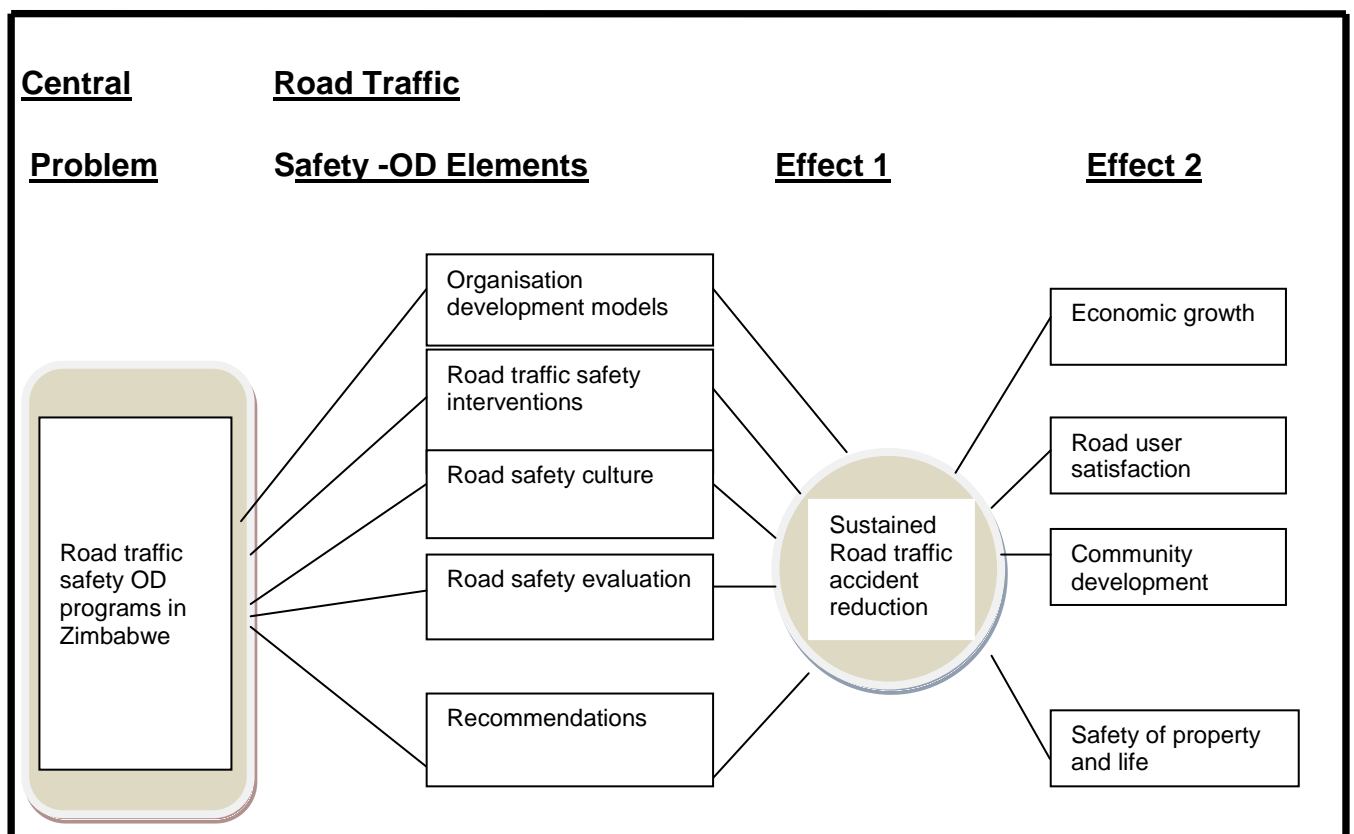 Central Road Traffic
Problem Safety -OD Elements Effect 1 Effect 2
Organisation
development models
Road traffic safety
interventions
Road safety culture
Road safety evaluation
Recommendations
Road traffic
safety OD
programs in
Zimbabwe
Sustained
Road traffic
accident
reduction
Economic growth
Road user
satisfaction
Community
development
Safety of property
and life